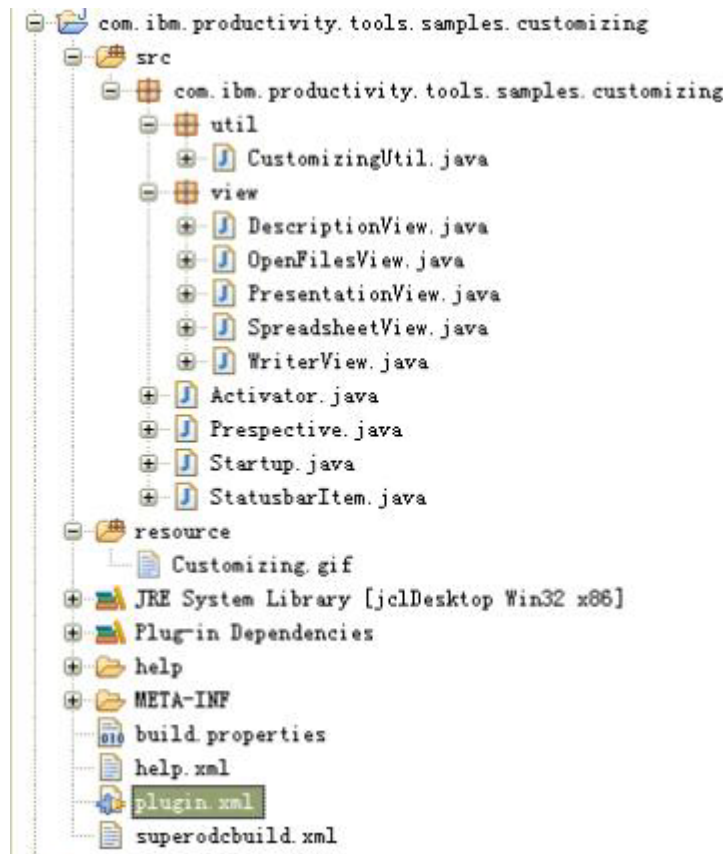 com.ibm.productivity.tools.samples.customizing
src
com.ibm.productivity.tools.samples.customizing
util
CustomizingUtil.java
view
DescriptionView.java
OpenFilesView.java
PresentationView.java
SpreadsheetView.java
WriterView.java
Activator.java
Prespective.java
Startup.java
StatusbarItem.java
resource
Customizing.gif
JRE System Library [jclDesktop Win32 x86]
Plug-in Dependencies
help
META-INF
build.properties
help.xml
plugin.xml
superodcbuild.xml